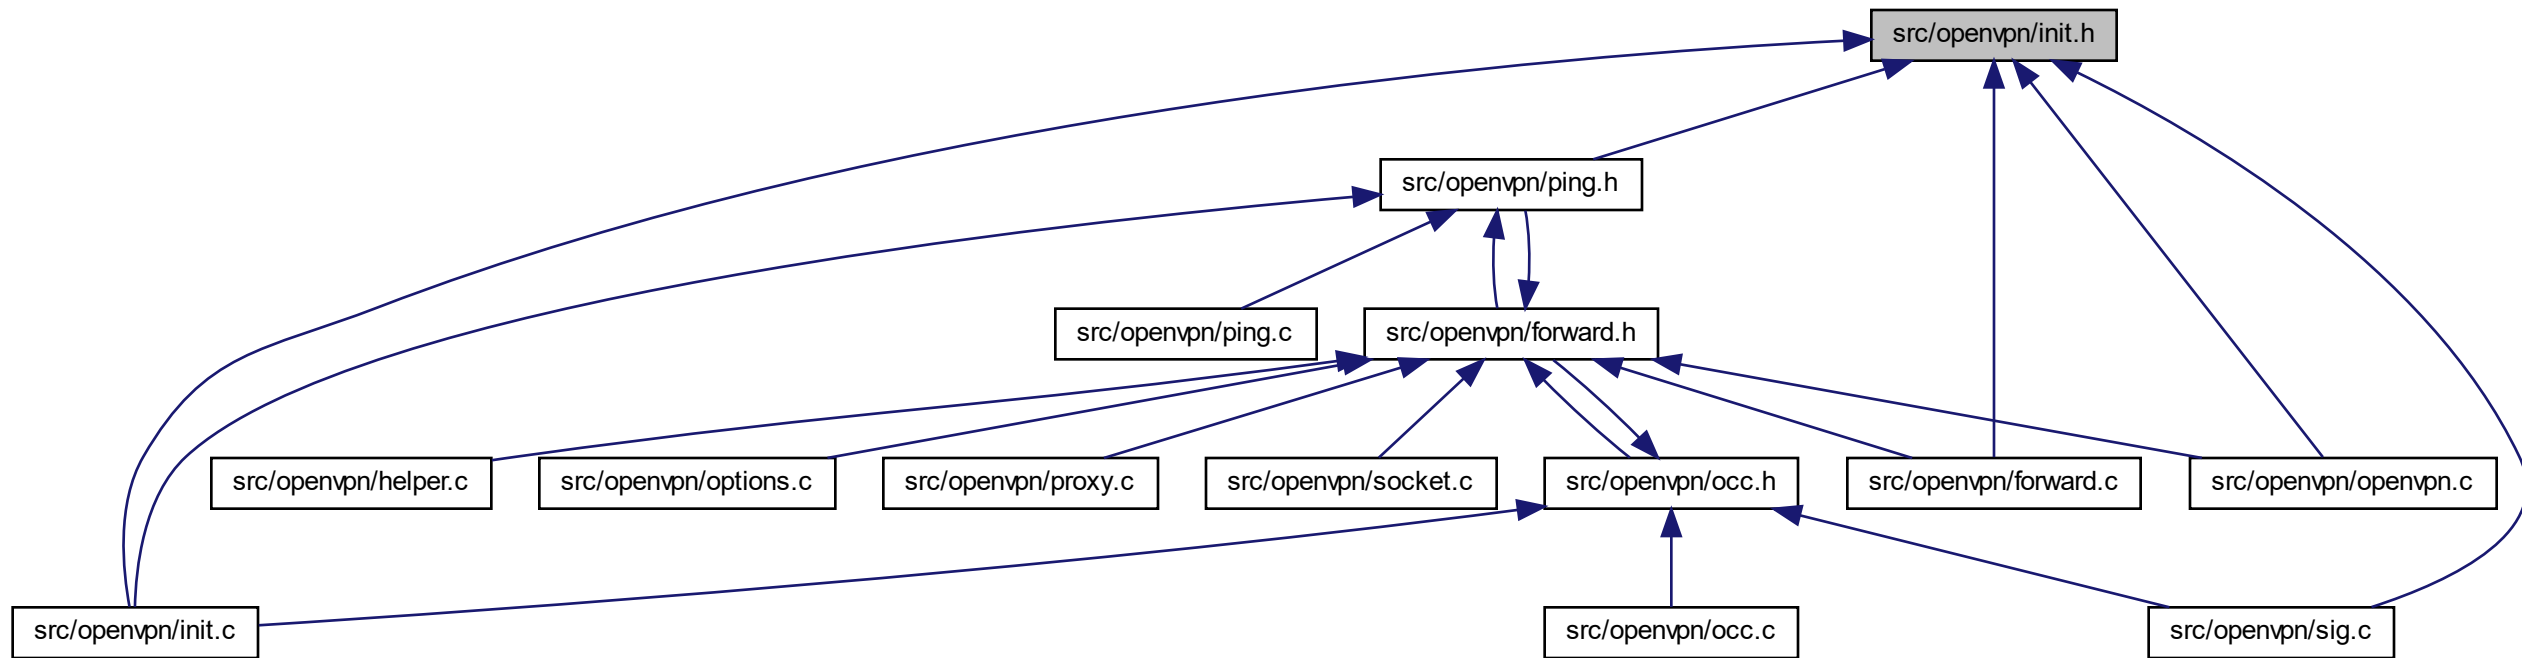 src/openvpn/init.h
src/openvpn/ping.h
src/openvpn/ping.c
src/openvpn/forward.h
src/openvpn/helper.c
src/openvpn/options.c
src/openvpn/proxy.c
src/openvpn/socket.c
src/openvpn/occ.h
src/openvpn/forward.c
src/openvpn/openvpn.c
src/openvpn/init.c
src/openvpn/occ.c
src/openvpn/sig.c